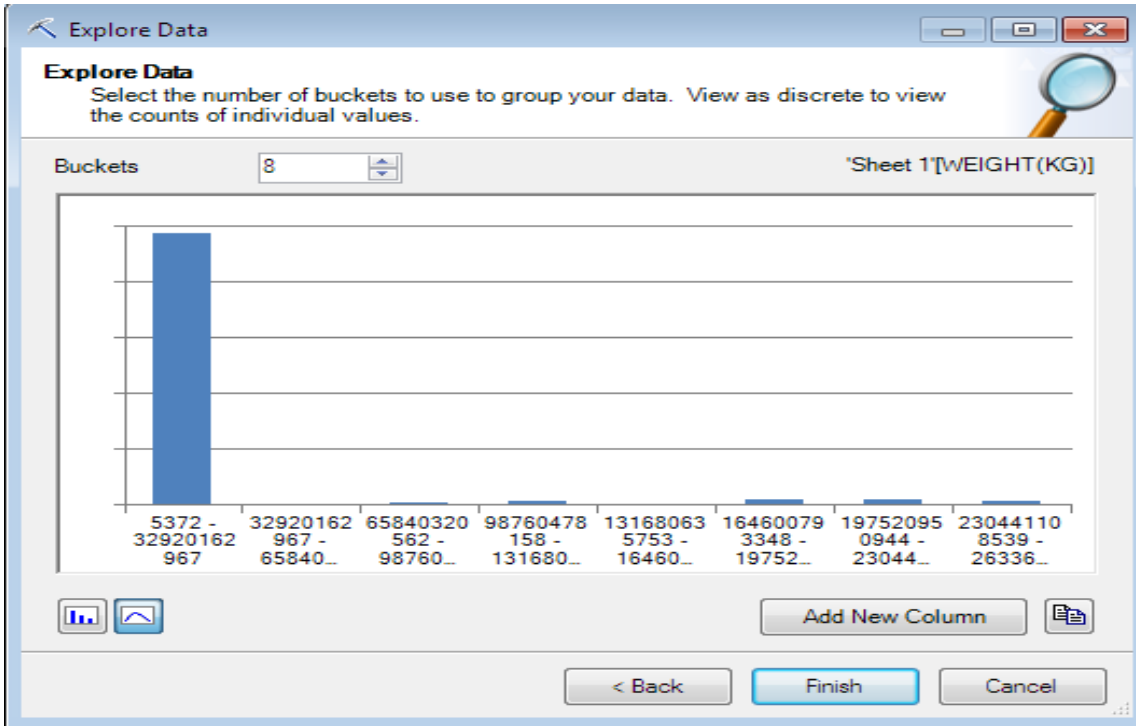 Explore Data
Explore Data
Select the number of buckets to use to group your data. View as discrete to view
the counts of individual values.
Buckets
8
'Sheet 1'[WEIGHT(KG)]
5372 -
32920162
967
32920162
967 -
65840...
65840320
562 -
98760...
98760478
158 -
131680...
13168063
5753 -
16460...
16460079
3348 -
19752...
19752095
0944 -
23044...
23044110
8539 -
26336...
Add New Column
< Back
Finish
Cancel